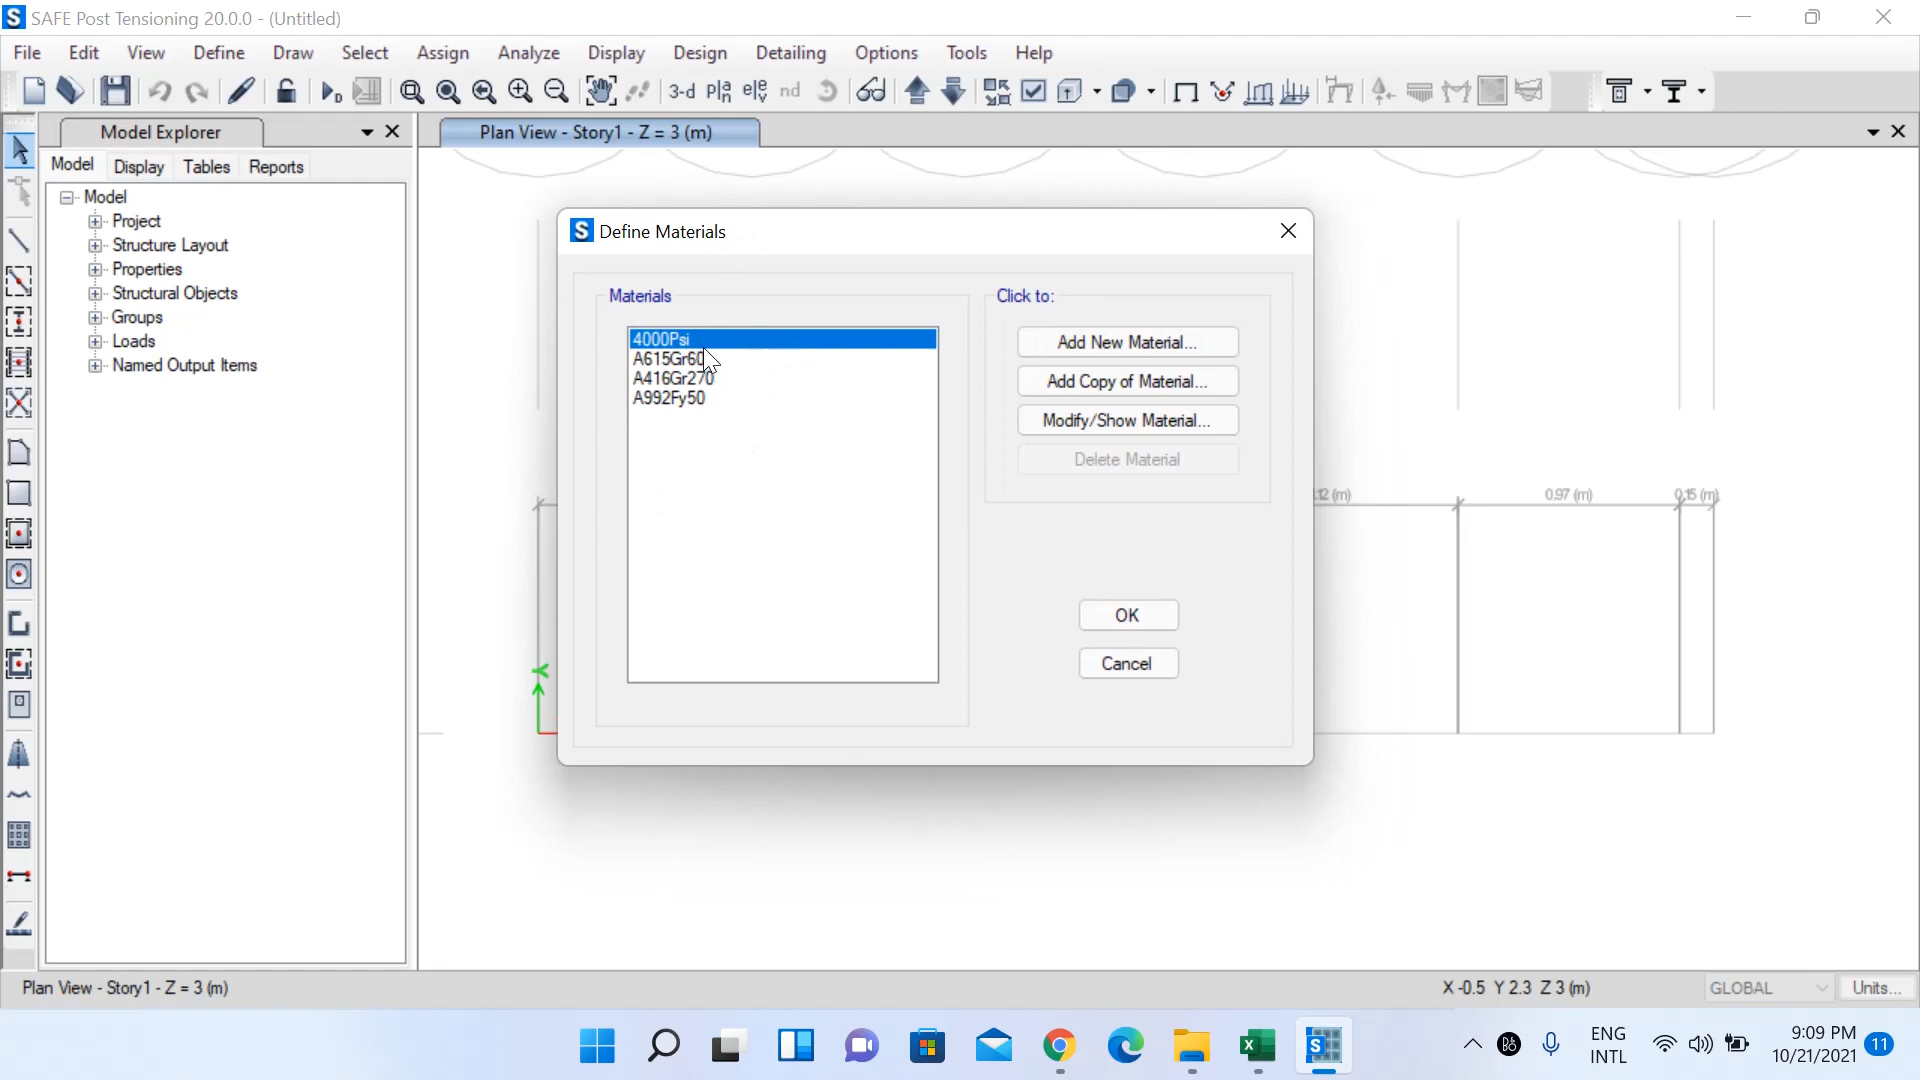 SAFE Post Tensioning 20.0.0 - (Untitled)
File Edit View Define Draw Select Assign Analyze Display Design Detailing Options Tools Help
3-d nd
Model Explorer
Plan View - Story1 - Z = 3 (m)
Model Display Tables Reports
Model
Project
Structure Layout
Properties
Structural Objects
Groups
Loads
Named Output Items
Define Materials
Materials
4000Psi
A615Gr60
A416Gr270
A992Fy50
Click to:
Add New Material...
Add Copy of Material...
Modify/Show Material...
Delete Material
OK
Cancel
0.97 (m)
0.15 (m)
Plan View - Story1 - Z = 3 (m)
X -0.5 Y 2.3 Z 3 (m)
GLOBAL
Units...
ENG
INTL
9:09 PM
10/21/2021
11